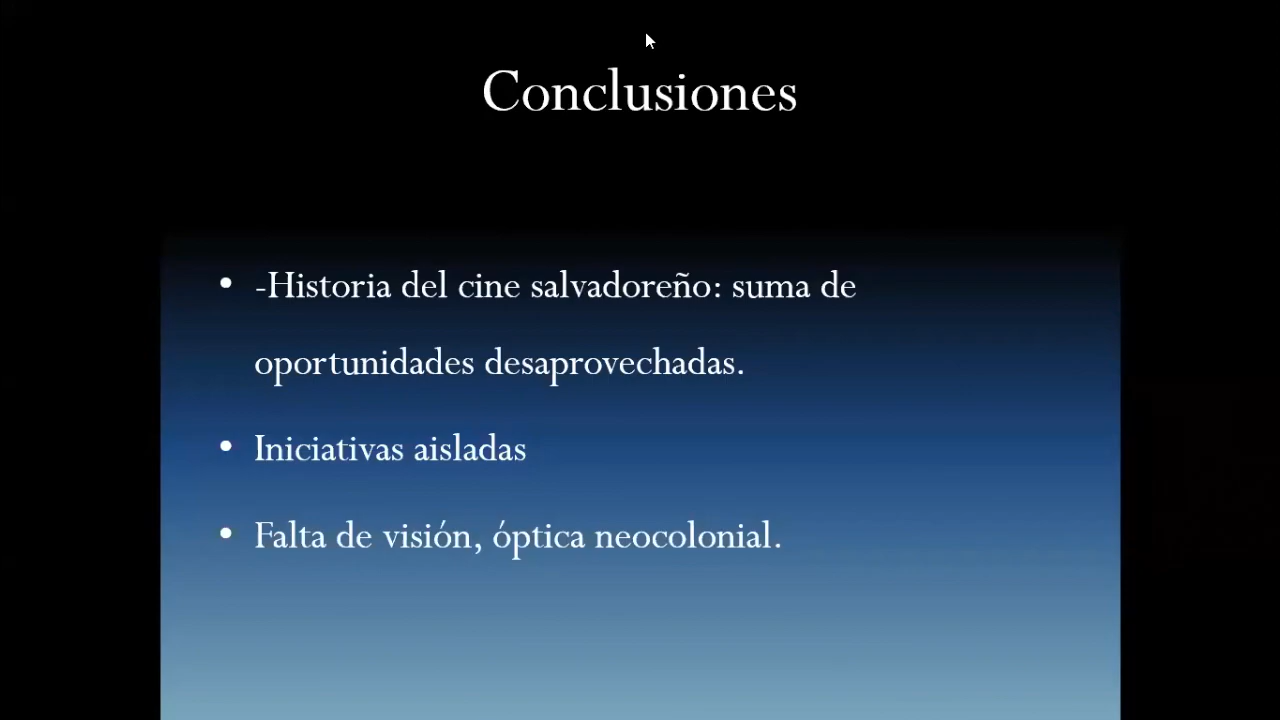 Conclusiones
• -Historia del cine salvadoreño: suma de
oportunidades desaprovechadas.
• Iniciativas aisladas
• Falta de visión, óptica neocolonial.